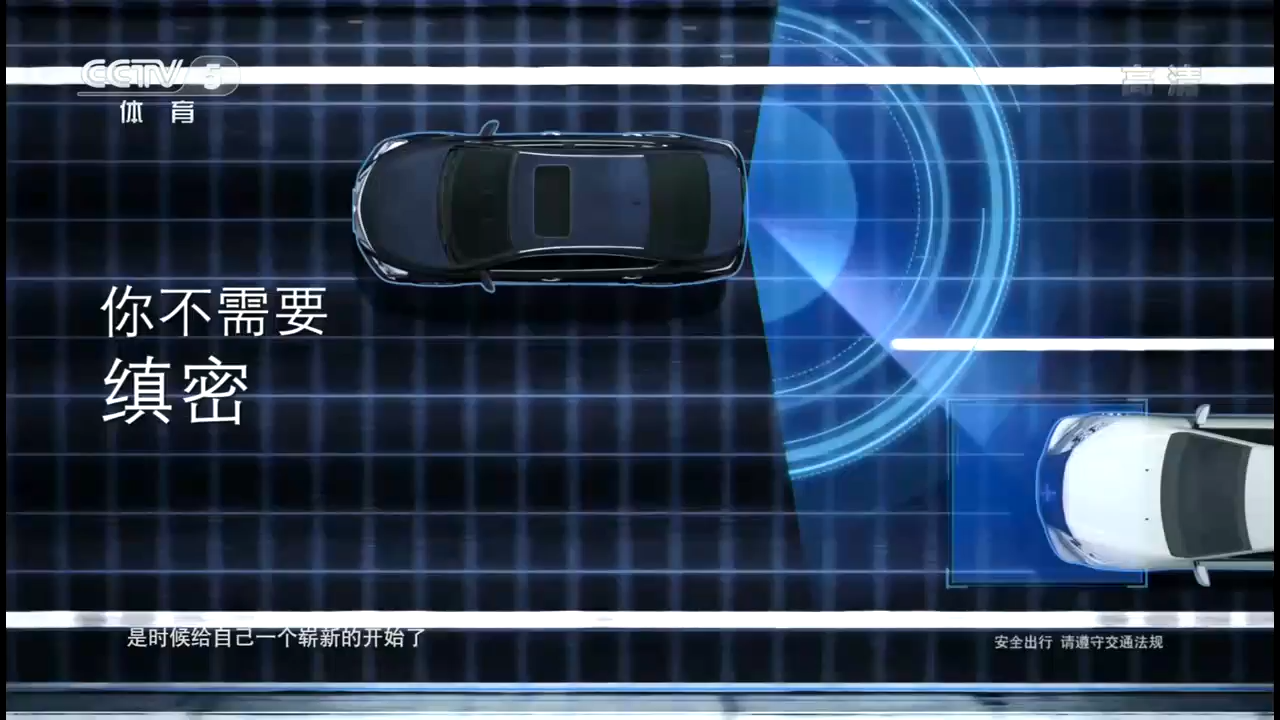 CCTV 5
体育
高清
你不需要
缜密
是时候给自己一个崭新的开始了
安全出行 请遵守交通法规